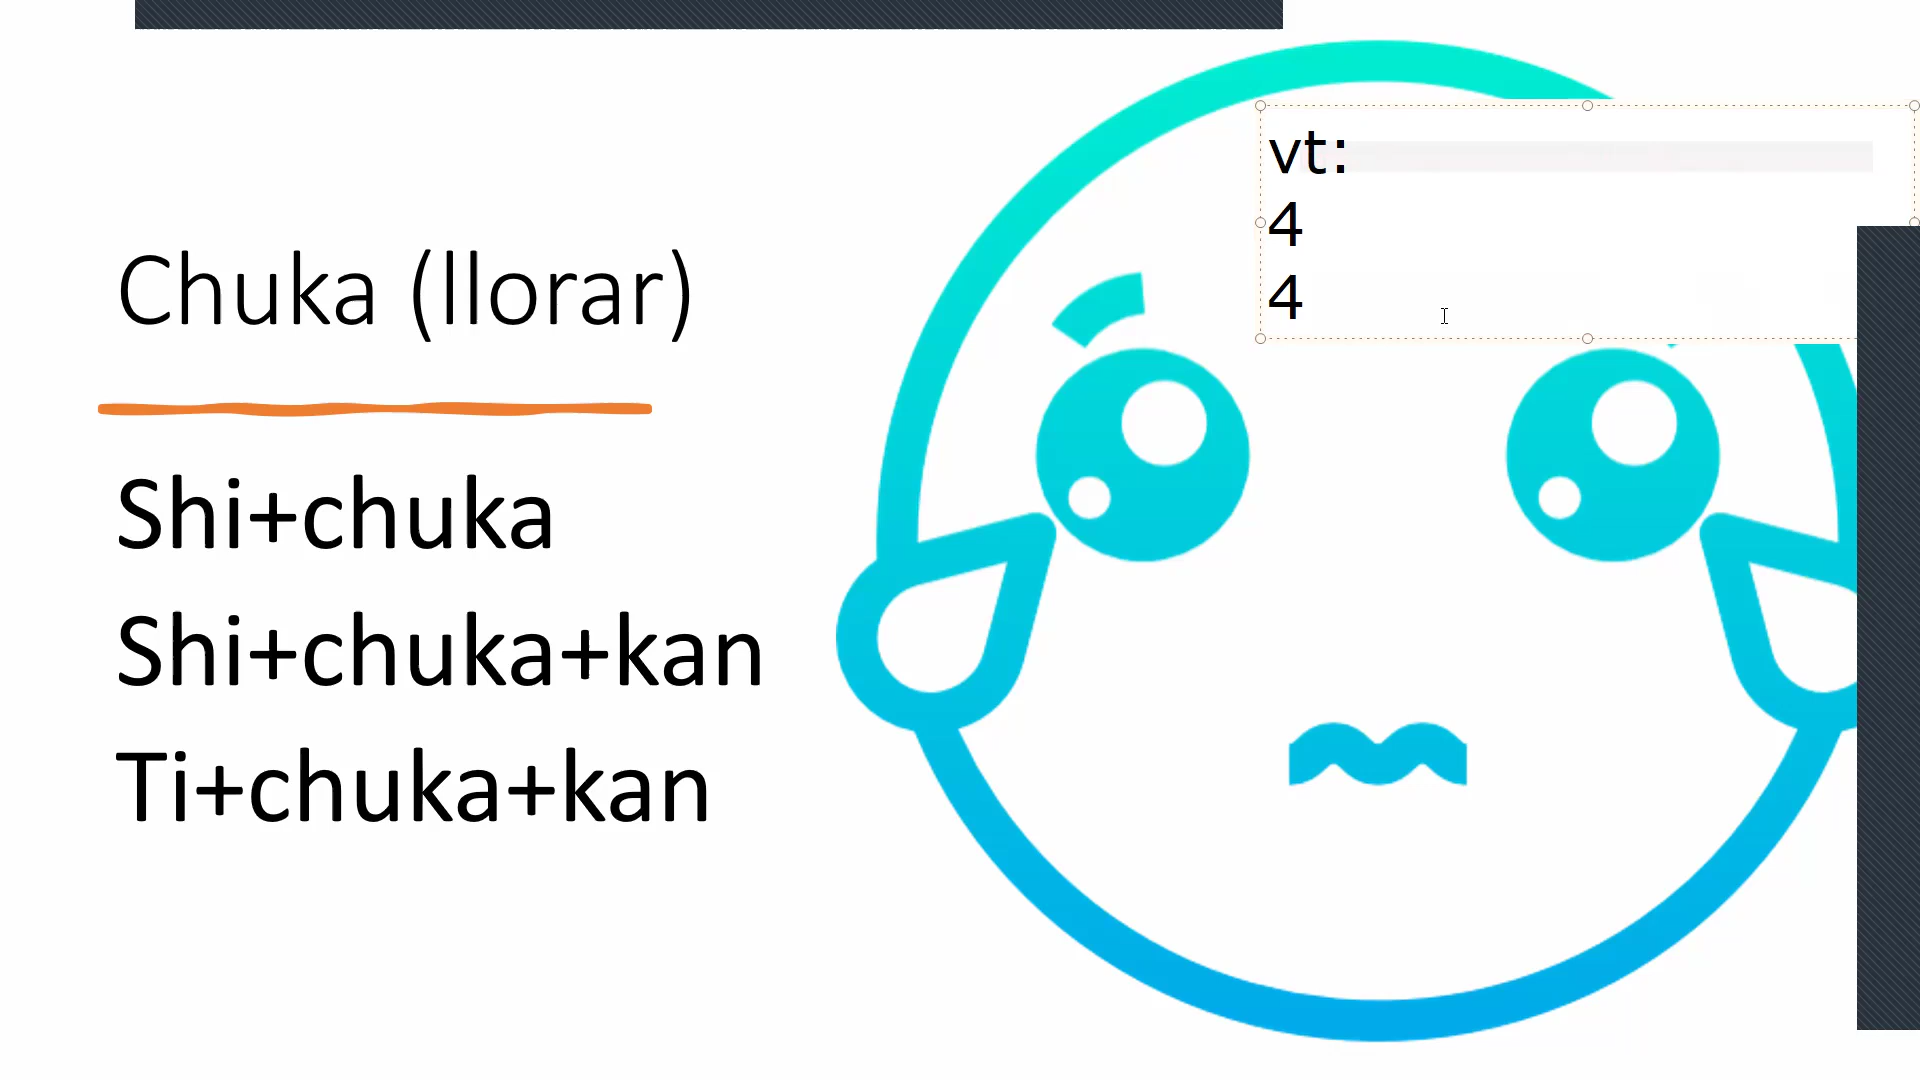 Chuka (llorar)
Shi+chuka
Shi+chuka+kan
Ti+chuka+kan
vt:
4
4